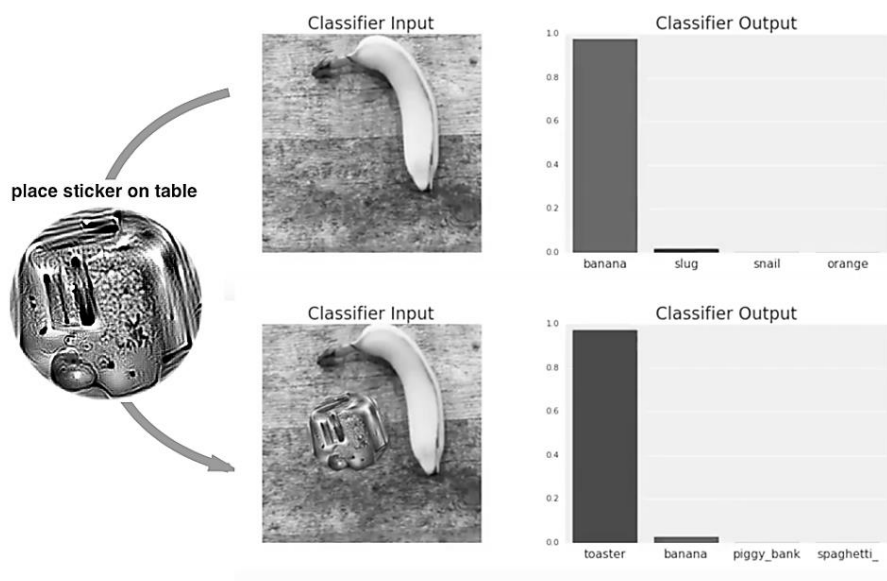 Classifier Input
Classifier Output
1.0
0.8
0.6
0.4
0.2
0.0
banana slug snail orange
place sticker on table
Classifier Input
Classifier Output
1.0
0.8
0.6
0.4
0.2
0.0
toaster banana piggy_bank spaghetti_